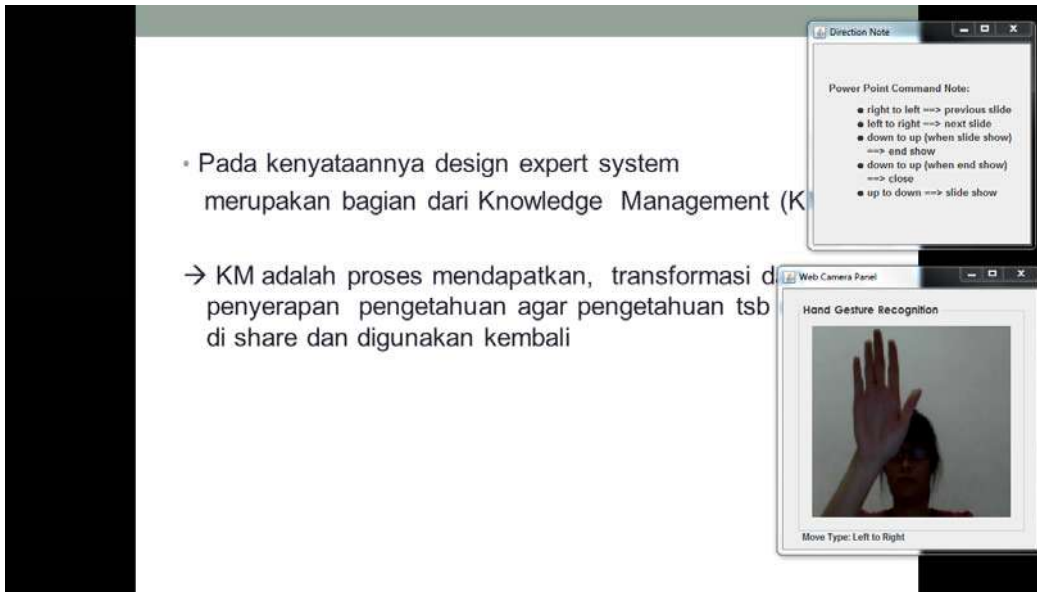 • Pada kenyataannya design expert system
merupakan bagian dari Knowledge Management (K
→ KM adalah proses mendapatkan, transformasi d
penyerapan pengetahuan agar pengetahuan tsb
di share dan digunakan kembali
Direction Note
Power Point Command Note:
• right to left ==> previous slide
• left to right ==> next slide
• down to up (when slide show)
==> end show
• down to up (when end show)
==> close
• up to down ==> slide show
Web Camera Panel
Hand Gesture Recognition
Move Type: Left to Right